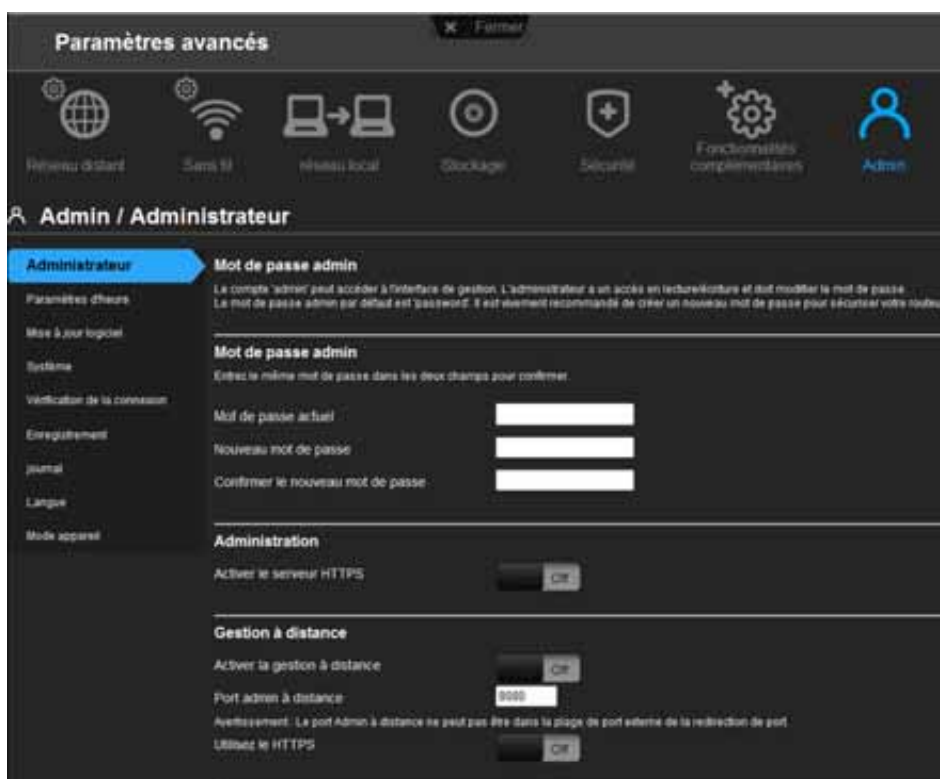 Paramètres avancés
× Fermer
Réseau distant
Sans fil
réseau local
Stockage
Sécurité
Fonctionnalités
complémentaires
Admin
Admin / Administrateur
Administrateur
Paramètres d'heure
Mise à jour logiciel
Système
Vérification de la connexion
Enregistrement
journal
Langue
Mode appareil
Mot de passe admin
Le compte 'admin' peut accéder à l'interface de gestion. L'administrateur a un accès en lecture/écriture et doit modifier le mot de passe.
Le mot de passe admin par défaut est 'password'. Il est vivement recommandé de créer un nouveau mot de passe pour sécuriser votre routeu
Mot de passe admin
Entrez le même mot de passe dans les deux champs pour confirmer.
Mot de passe actuel
Nouveau mot de passe
Confirmer le nouveau mot de passe
Administration
Activer le serveur HTTPS
Off
Gestion à distance
Activer la gestion à distance
Off
Port admin à distance
8080
Avertissement : Le port Admin à distance ne peut pas être dans la plage de port externe de la redirection de port.
Utilisez le HTTPS
Off